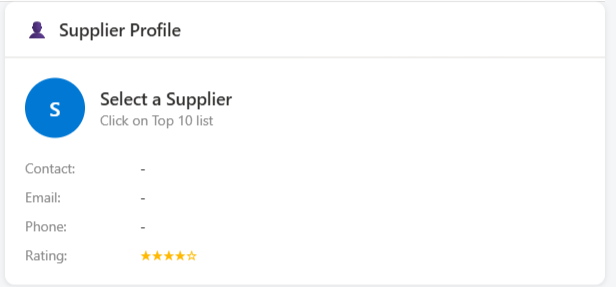 Supplier Profile
S
Select a Supplier
Click on Top 10 list
Contact: -
Email: -
Phone: -
Rating: ★★★★☆